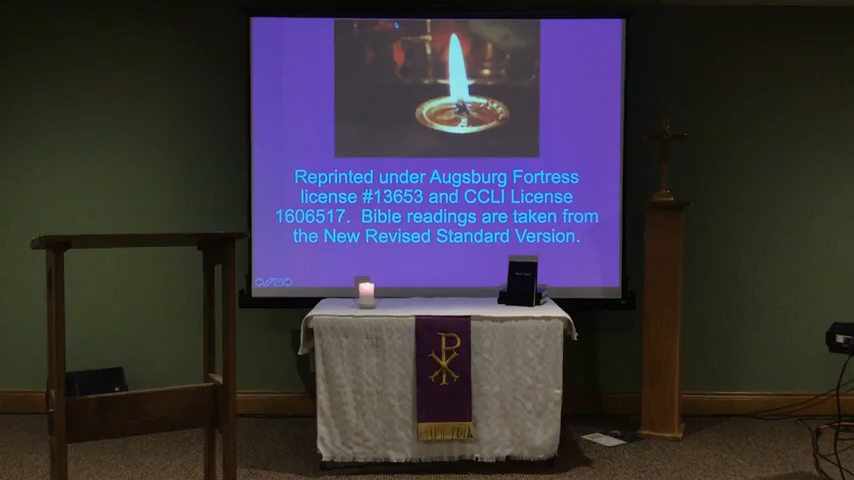 Reprinted under Augsburg Fortress
license #13653 and CCLI License
1606517. Bible readings are taken from
the New Revised Standard Version.